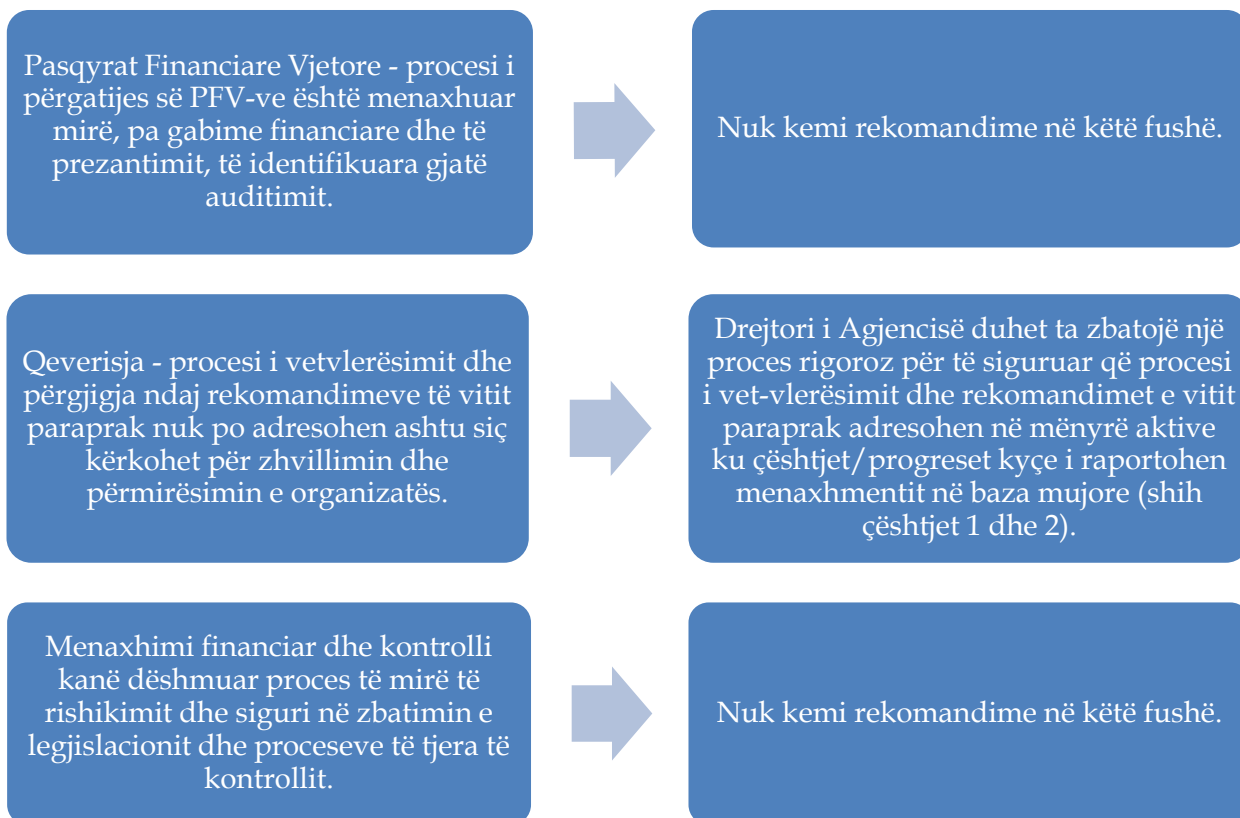 Pasqyrat Financiare Vjetore - procesi i
përgatijes së PFV-ve është menaxhuar
mirë, pa gabime financiare dhe të
prezantimit, të identifikuara gjatë
auditimit.
Nuk kemi rekomandime në këtë fushë.
Qeverisja - procesi i vetvlerësimit dhe
përgjigja ndaj rekomandimeve të vitit
paraprak nuk po adresohen ashtu siç
kërkohet për zhvillimin dhe
përmirësimin e organizatës.
Drejtori i Agjencisë duhet ta zbatojë një
proces rigoroz për të siguruar që procesi
i vet-vlerësimit dhe rekomandimet e vitit
paraprak adresohen në mënyrë aktive
ku çështjet/progreset kyçe i raportohen
menaxhmentit në baza mujore (shih
çështjet 1 dhe 2).
Menaxhimi financiar dhe kontrolli
kanë dëshmuar proces të mirë të
rishikimit dhe siguri në zbatimin e
legjislacionit dhe proceseve të tjera të
kontrollit.
Nuk kemi rekomandime në këtë fushë.